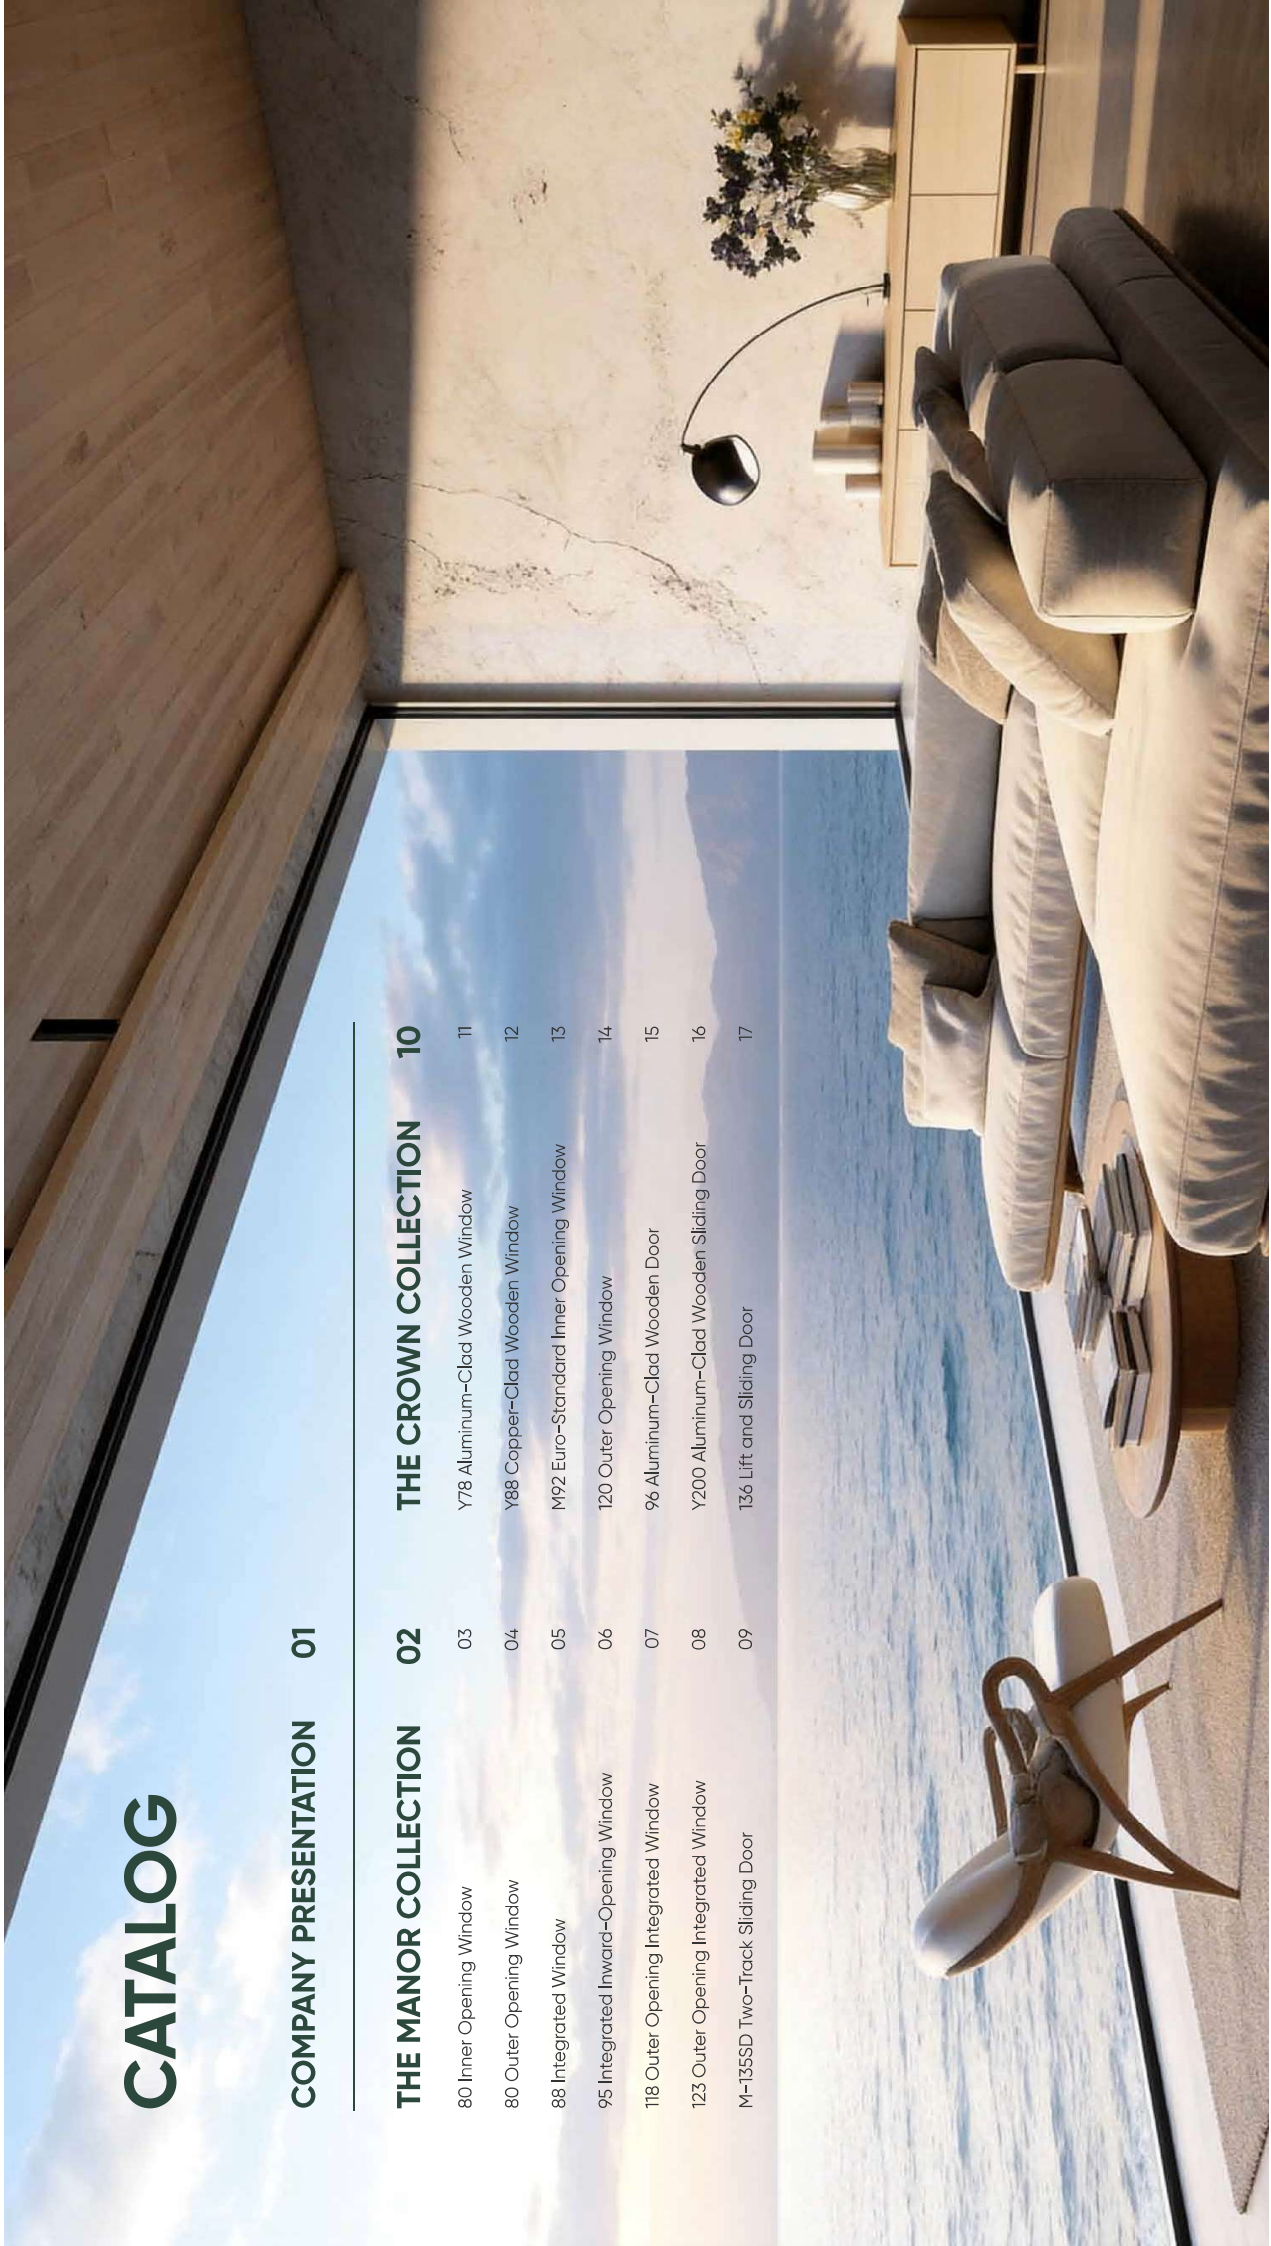 CATALOG
COMPANY PRESENTATION 01
THE MANOR COLLECTION 02
80 Inner Opening Window 03
80 Outer Opening Window 04
88 Integrated Window 05
95 Integrated Inward-Opening Window 06
118 Outer Opening Integrated Window 07
123 Outer Opening Integrated Window 08
M-135SD Two-Track Sliding Door 09
THE CROWN COLLECTION 10
Y78 Aluminum-Clad Wooden Window 11
Y88 Copper-Clad Wooden Window 12
M92 Euro-Standard Inner Opening Window 13
120 Outer Opening Window 14
96 Aluminum-Clad Wooden Door 15
Y200 Aluminum-Clad Wooden Sliding Door 16
136 Lift and Sliding Door 17